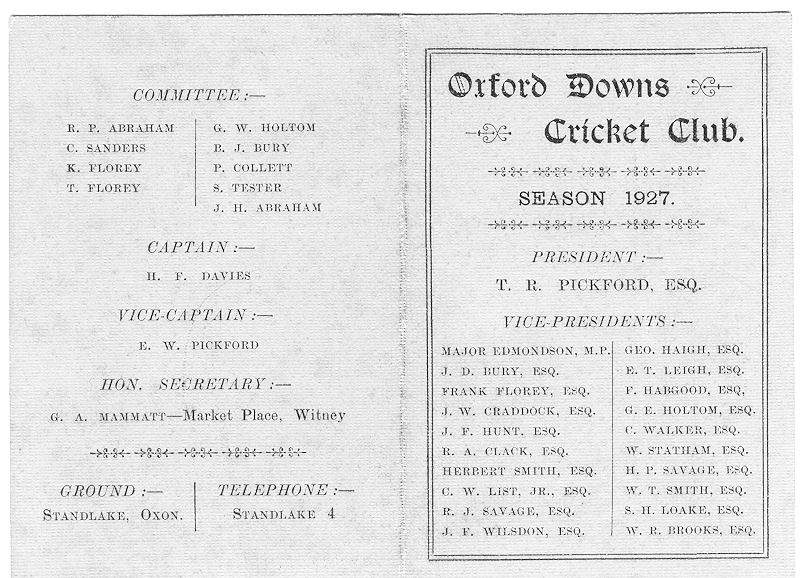 COMMITTEE :—
R. P. ABRAHAM
C. SANDERS
K. FLOREY
T. FLOREY
G. W. HOLTOM
B. J. BURY
P. COLLETT
S. TESTER
J. H. ABRAHAM
CAPTAIN :—
H. F. DAVIES
VICE-CAPTAIN :—
E. W. PICKFORD
HON. SECRETARY :—
G. A. MAMMATT—Market Place, Witney
GROUND :—
STANDLAKE, OXON.
TELEPHONE :—
STANDLAKE 4
Oxford Downs
Cricket Club.
SEASON 1927.
PRESIDENT :—
T. R. PICKFORD, ESQ.
VICE-PRESIDENTS :—
MAJOR EDMONDSON, M.P.
J. D. BURY, ESQ.
FRANK FLOREY, ESQ.
J. W. CRADDOCK, ESQ.
J. F. HUNT, ESQ.
R. A. CLACK, ESQ.
HERBERT SMITH, ESQ.
C. W. LIST, JR., ESQ.
R. J. SAVAGE, ESQ.
J. F. WILSDON, ESQ.
GEO. HAIGH, ESQ.
E. T. LEIGH, ESQ.
F. HABGOOD, ESQ,
G. E. HOLTOM, ESQ.
C. WALKER, ESQ.
W. STATHAM, ESQ.
H. P. SAVAGE, ESQ.
W. T. SMITH, ESQ.
S. H. LOAKE, ESQ.
W. R. BROOKS, ESQ.